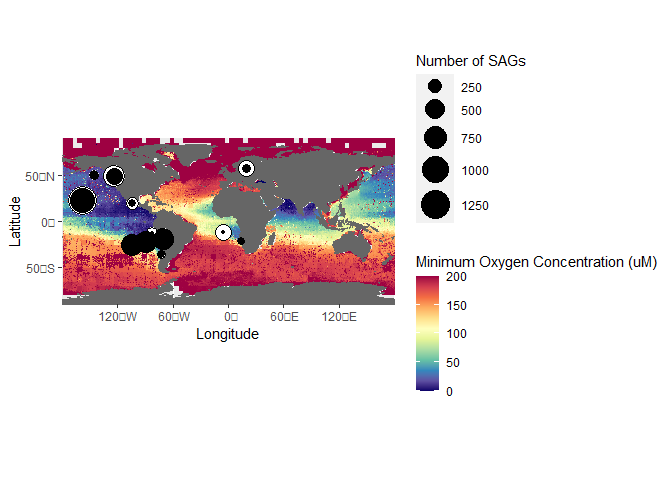 Number of SAGs
250
500
750
1000
1250
50□N
0□
50□S
Latitude
120□W
60□W
0□
60□E
120□E
Longitude
Minimum Oxygen Concentration (uM)
200
150
100
50
0